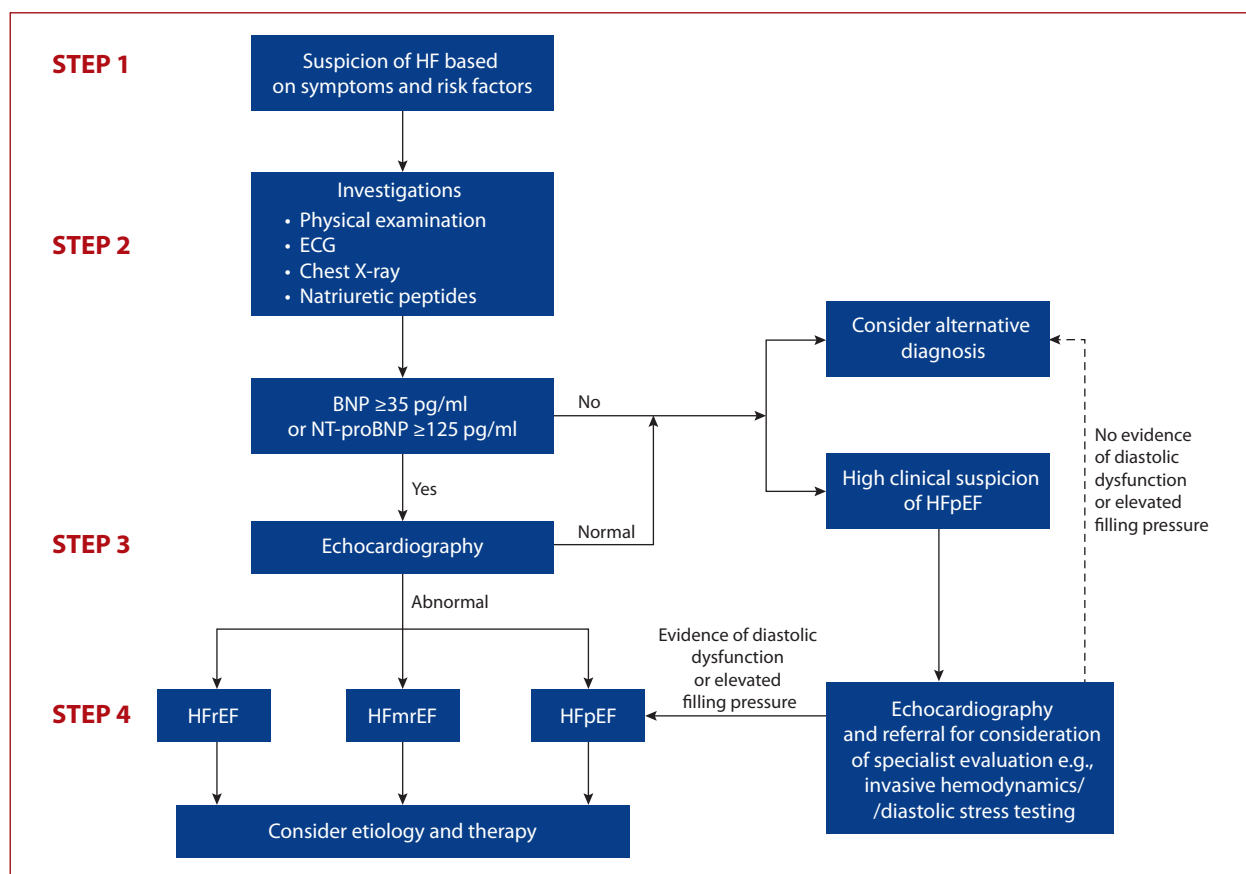 STEP 1
Suspicion of HF based
on symptoms and risk factors
STEP 2
Investigations
• Physical examination
• ECG
• Chest X-ray
• Natriuretic peptides
BNP ≥35 pg/ml
or NT-proBNP ≥125 pg/ml
No
Consider alternative
diagnosis
High clinical suspicion
of HFpEF
No evidence
of diastolic
dysfunction
or elevated
filling pressure
Yes
STEP 3
Echocardiography
Normal
Abnormal
Evidence of diastolic
dysfunction
or elevated
filling pressure
STEP 4
HFrEF
HFmrEF
HFpEF
Echocardiography
and referral for consideration
of specialist evaluation e.g.,
invasive hemodynamics/
/diastolic stress testing
Consider etiology and therapy